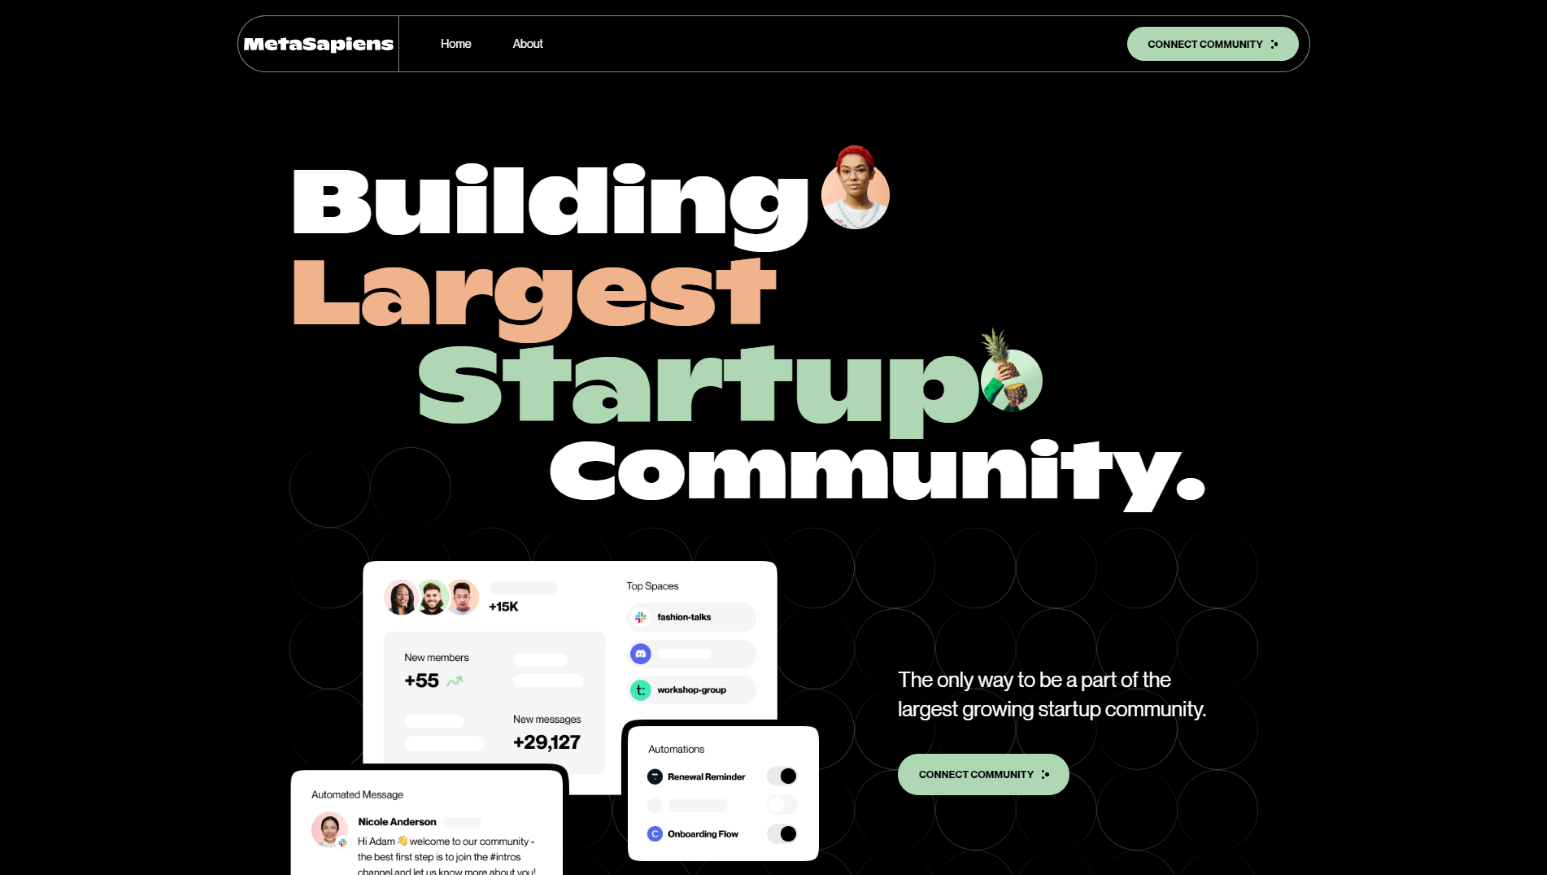 MetaSapiens
Home
About
CONNECT COMMUNITY
Building
Largest
Startup
Community.
+15K
Top Spaces
fashion-talks
workshop-group
New members
+55
New messages
+29,127
The only way to be a part of the
largest growing startup community.
CONNECT COMMUNITY
Automations
Renewal Reminder
Onboarding Flow
Automated Message
Nicole Anderson
Hi Adam 👋 welcome to our community -
the best first step is to join the #intros
channel and let us know more about you!